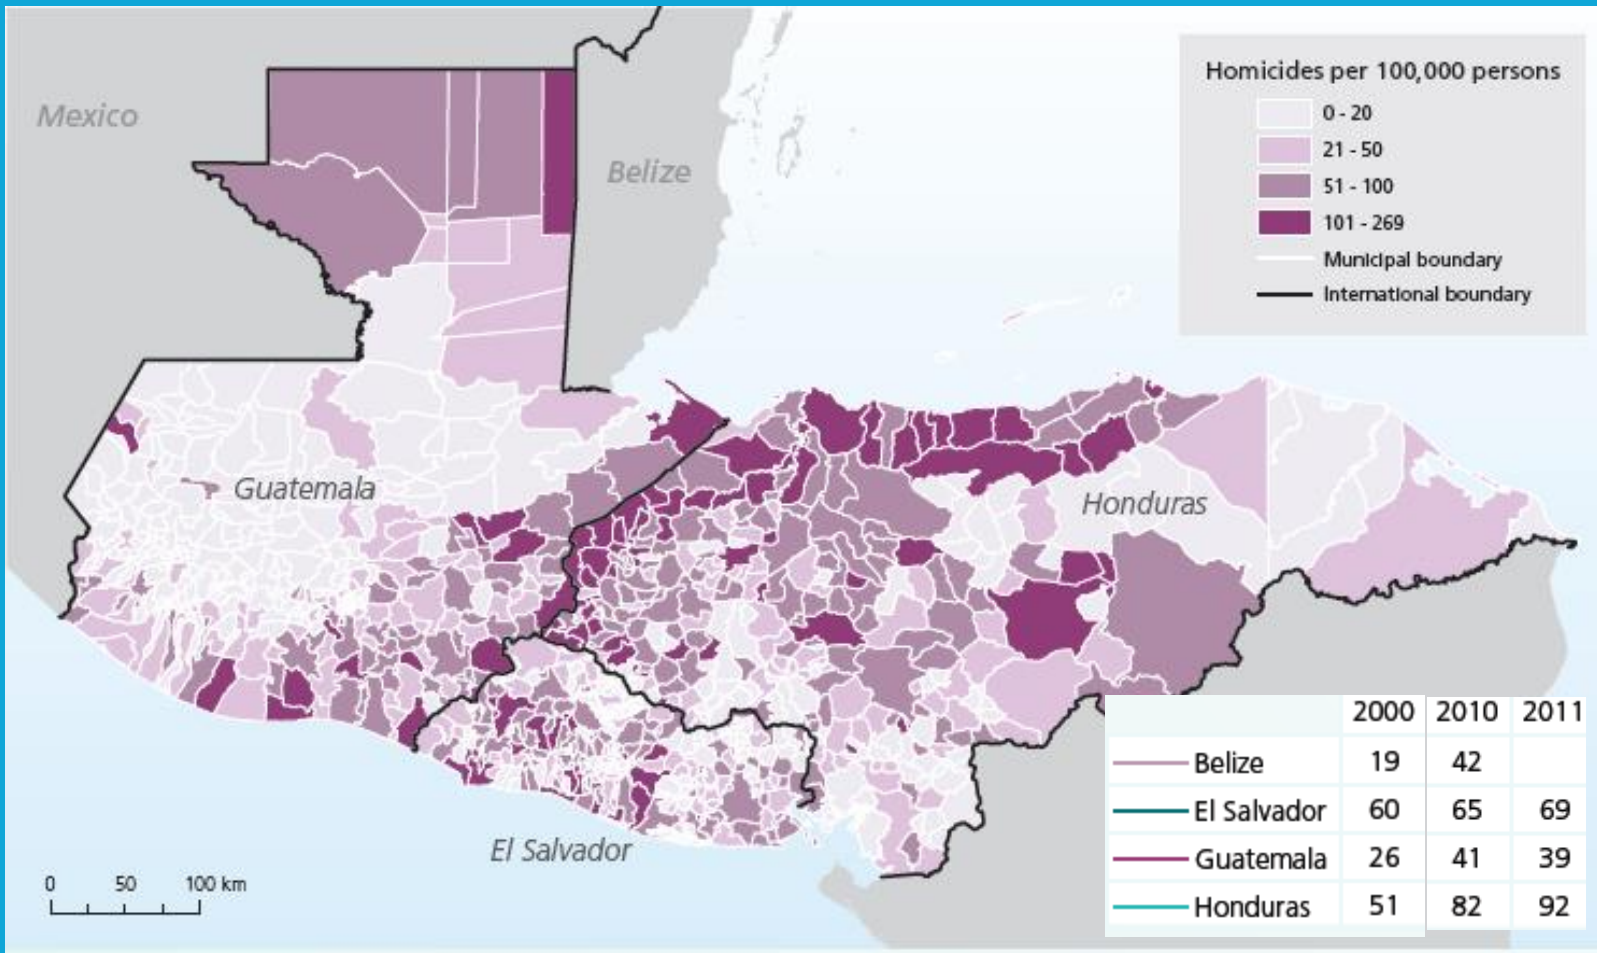 Mexico
Belize
Guatemala
Honduras
El Salvador
Homicides per 100,000 persons
0 - 20
21 - 50
51 - 100
101 - 269
Municipal boundary
International boundary
0 50 100 km
2000 2010 2011
Belize 19 42
El Salvador 60 65 69
Guatemala 26 41 39
Honduras 51 82 92